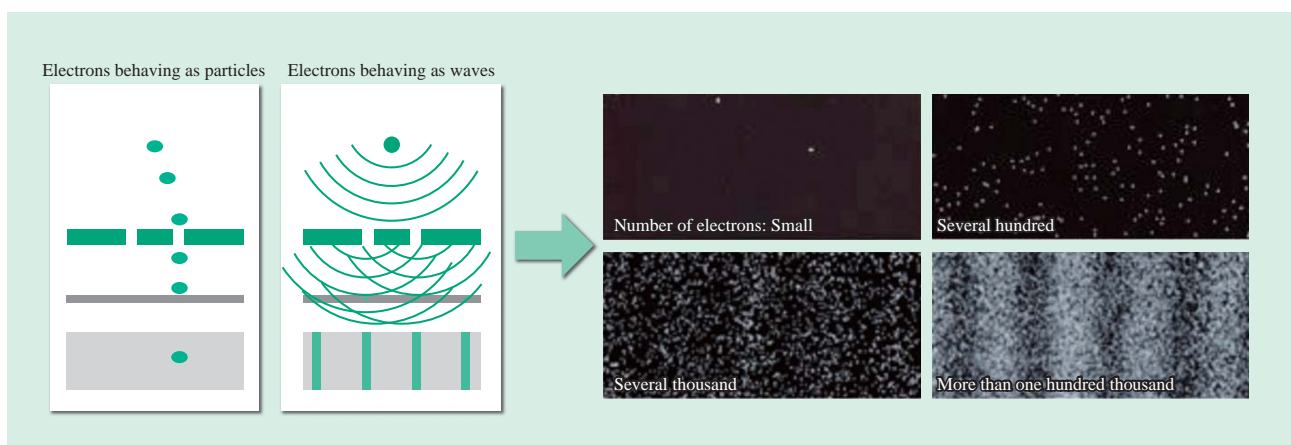 Electrons behaving as particles
Electrons behaving as waves
Number of electrons: Small
Several hundred
Several thousand
More than one hundred thousand